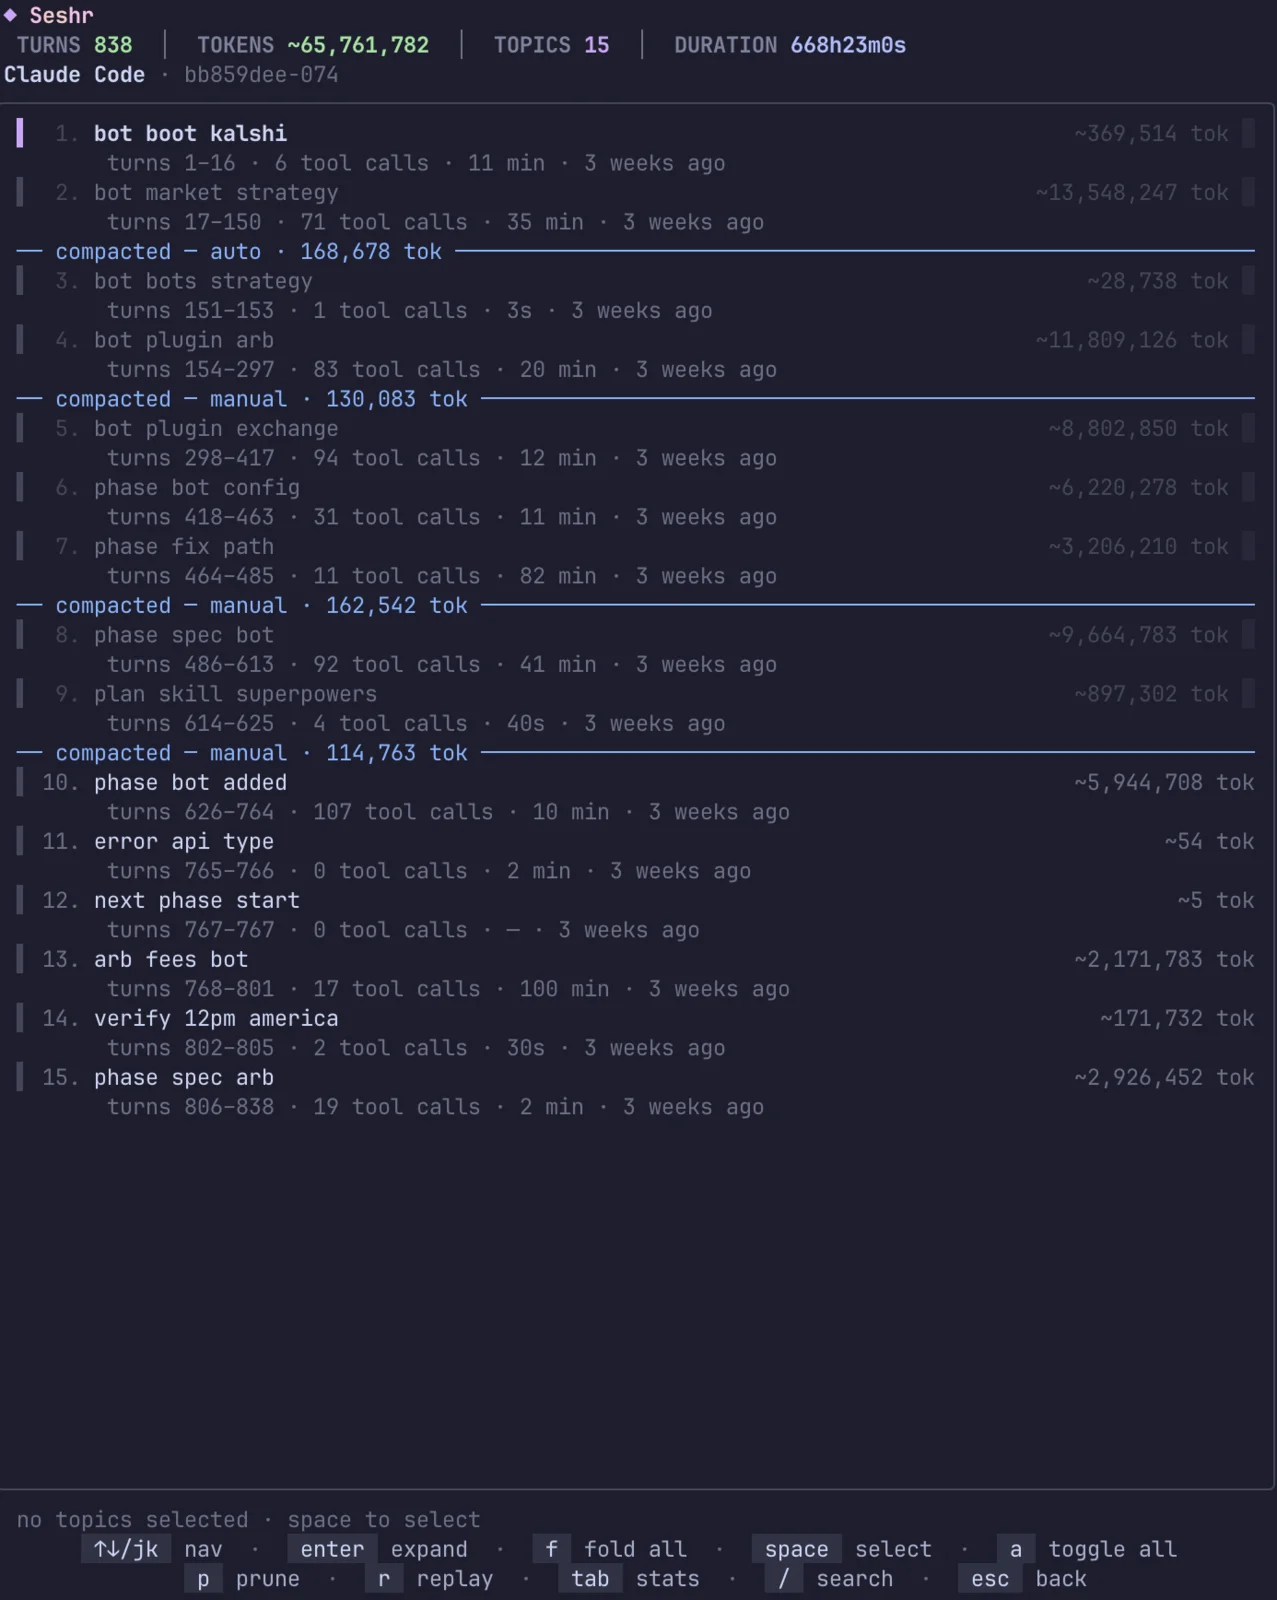 ◆ Seshr
TURNS 838 │ TOKENS ~65,761,782 │ TOPICS 15 │ DURATION 668h23m0s
Claude Code · bb859dee-074
1. bot boot kalshi ~369,514 tok
turns 1–16 · 6 tool calls · 11 min · 3 weeks ago
2. bot market strategy ~13,548,247 tok
turns 17–150 · 71 tool calls · 35 min · 3 weeks ago
── compacted — auto · 168,678 tok
3. bot bots strategy ~28,738 tok
turns 151–153 · 1 tool calls · 3s · 3 weeks ago
4. bot plugin arb ~11,809,126 tok
turns 154–297 · 83 tool calls · 20 min · 3 weeks ago
── compacted — manual · 130,083 tok
5. bot plugin exchange ~8,802,850 tok
turns 298–417 · 94 tool calls · 12 min · 3 weeks ago
6. phase bot config ~6,220,278 tok
turns 418–463 · 31 tool calls · 11 min · 3 weeks ago
7. phase fix path ~3,206,210 tok
turns 464–485 · 11 tool calls · 82 min · 3 weeks ago
── compacted — manual · 162,542 tok
8. phase spec bot ~9,664,783 tok
turns 486–613 · 92 tool calls · 41 min · 3 weeks ago
9. plan skill superpowers ~897,302 tok
turns 614–625 · 4 tool calls · 40s · 3 weeks ago
── compacted — manual · 114,763 tok
10. phase bot added ~5,944,708 tok
turns 626–764 · 107 tool calls · 10 min · 3 weeks ago
11. error api type ~54 tok
turns 765–766 · 0 tool calls · 2 min · 3 weeks ago
12. next phase start ~5 tok
turns 767–767 · 0 tool calls · — · 3 weeks ago
13. arb fees bot ~2,171,783 tok
turns 768–801 · 17 tool calls · 100 min · 3 weeks ago
14. verify 12pm america ~171,732 tok
turns 802–805 · 2 tool calls · 30s · 3 weeks ago
15. phase spec arb ~2,926,452 tok
turns 806–838 · 19 tool calls · 2 min · 3 weeks ago
no topics selected · space to select
↑↓/jk nav · enter expand · f fold all · space select · a toggle all
p prune · r replay · tab stats · / search · esc back